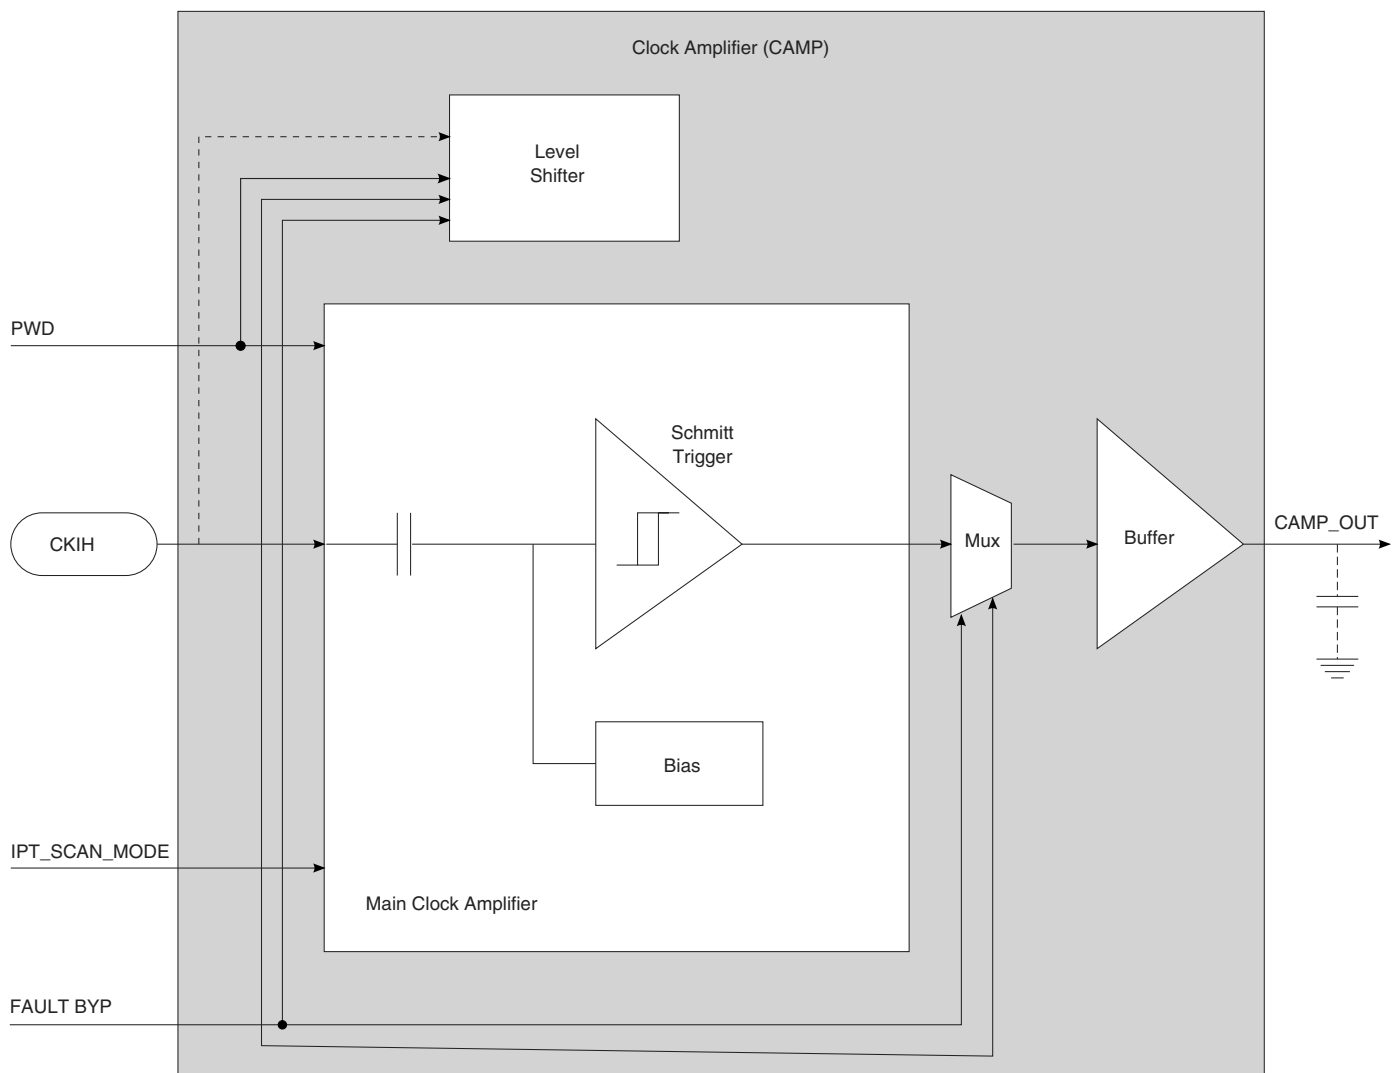 Clock Amplifier (CAMP)
Level
Shifter
PWD
Schmitt
Trigger
CKIH
Mux
Buffer
CAMP_OUT
Bias
IPT_SCAN_MODE
Main Clock Amplifier
FAULT BYP